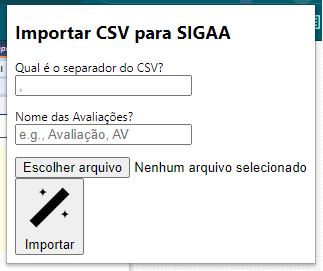 Importar CSV para SIGAA
Qual é o separador do CSV?
,
Nome das Avaliações?
e.g., Avaliação, AV
Escolher arquivo Nenhum arquivo selecionado
Importar